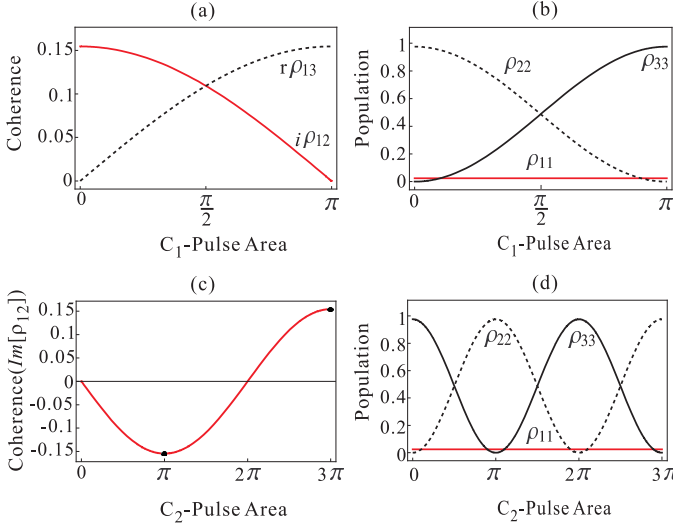 (a)
Coherence
0.15
0.1
0.05
0
r ρ13
i ρ12
0
π/2
π
C1-Pulse Area
(b)
Population
1
0.8
0.6
0.4
0.2
0
ρ22
ρ33
ρ11
0
π/2
π
C1-Pulse Area
(c)
Coherence(Im[ρ12])
0.15
0.1
0.05
0
-0.05
-0.1
-0.15
0
π
2π
3π
C2-Pulse Area
(d)
Population
1
0.8
0.6
0.4
0.2
0
ρ22
ρ33
ρ11
0
π
2π
3π
C2-Pulse Area